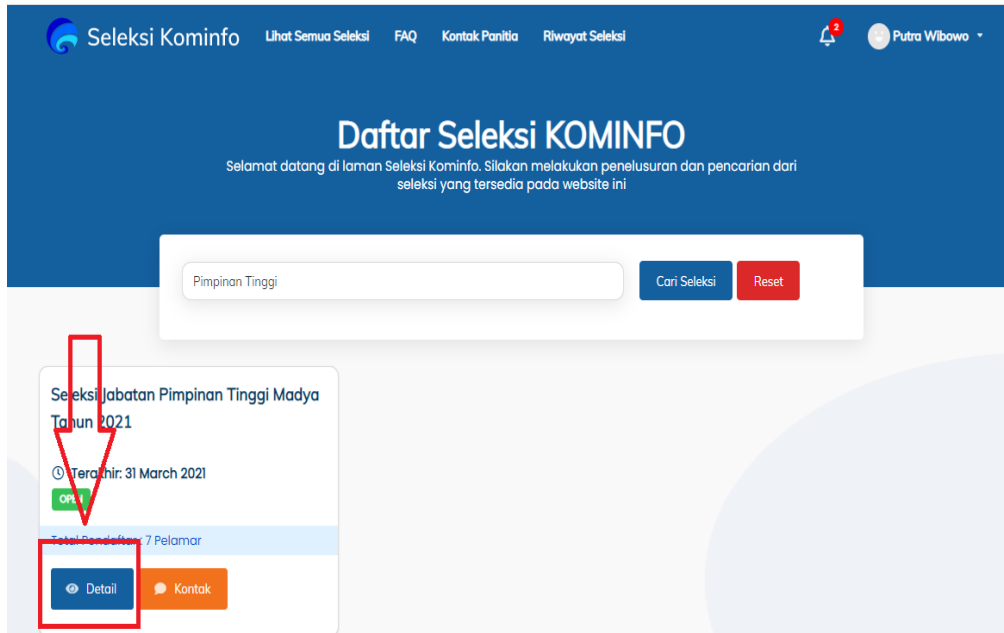 Seleksi Kominfo Lihat Semua Seleksi FAQ Kontak Panitia Riwayat Seleksi 2 Putra Wibowo
Daftar Seleksi KOMINFO
Selamat datang di laman Seleksi Kominfo. Silakan melakukan penelusuran dan pencarian dari
seleksi yang tersedia pada website ini
Pimpinan Tinggi Cari Seleksi Reset
Seleksi Jabatan Pimpinan Tinggi Madya
Tahun 2021
Terakhir: 31 March 2021
OPEN
Total Pendaftar: 7 Pelamar
Detail Kontak